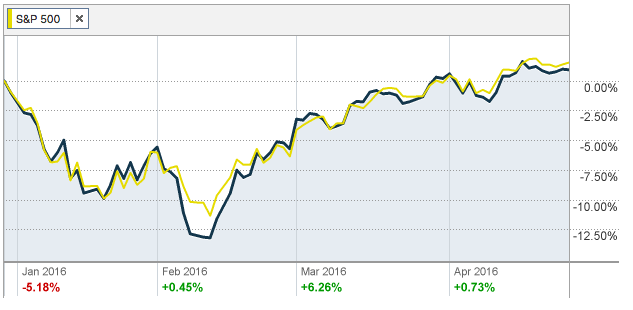 S&P 500 ×
0.00%
-2.50%
-5.00%
-7.50%
-10.00%
-12.50%
Jan 2016 Feb 2016 Mar 2016 Apr 2016
-5.18% +0.45% +6.26% +0.73%